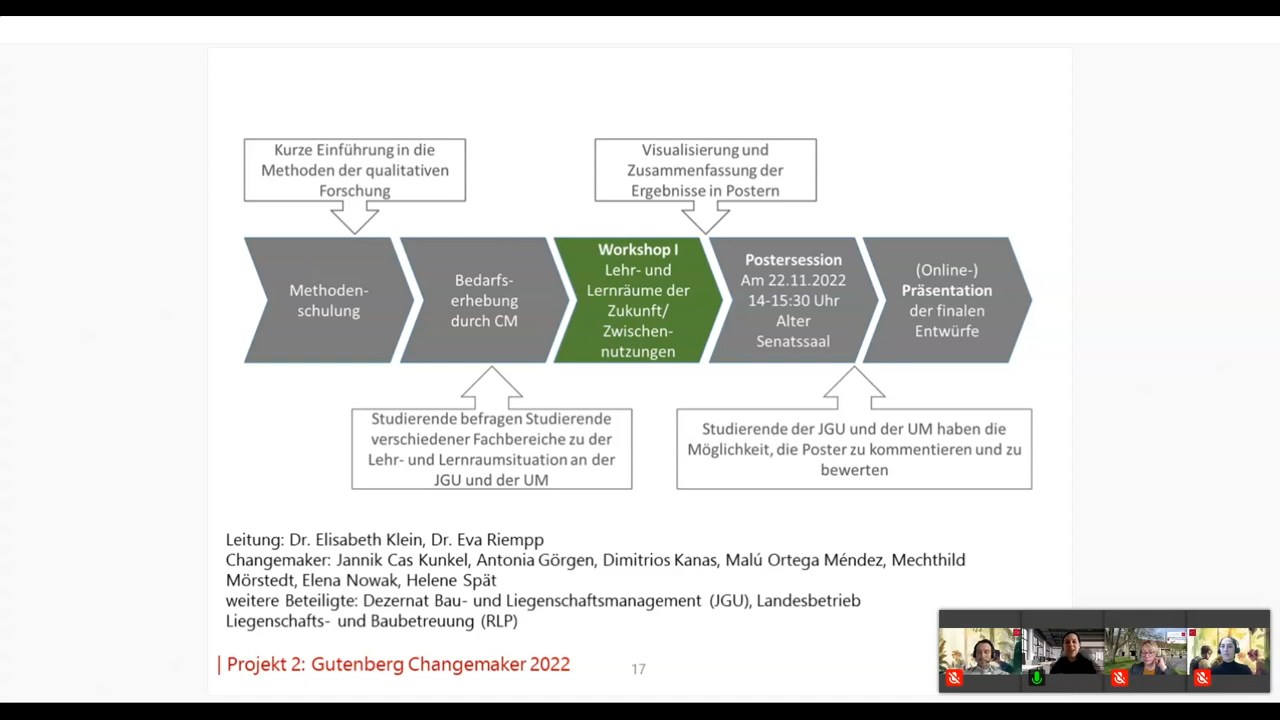 Kurze Einführung in die
Methoden der qualitativen
Forschung
Visualisierung und
Zusammenfassung der
Ergebnisse in Postern
Methoden-
schulung
Bedarfs-
erhebung
durch CM
Workshop I
Lehr- und
Lernräume der
Zukunft/
Zwischen-
nutzungen
Postersession
Am 22.11.2022
14-15:30 Uhr
Alter
Senatssaal
(Online-)
Präsentation
der finalen
Entwürfe
Studierende befragen Studierende
verschiedener Fachbereiche zu der
Lehr- und Lernraumsituation an der
JGU und der UM
Studierende der JGU und der UM haben die
Möglichkeit, die Poster zu kommentieren und zu
bewerten
Leitung: Dr. Elisabeth Klein, Dr. Eva Riempp
Changemaker: Jannik Cas Kunkel, Antonia Görgen, Dimitrios Kanas, Malú Ortega Méndez, Mechthild
Mörstedt, Elena Nowak, Helene Spät
weitere Beteiligte: Dezernat Bau- und Liegenschaftsmanagement (JGU), Landesbetrieb
Liegenschafts- und Baubetreuung (RLP)
| Projekt 2: Gutenberg Changemaker 2022
17